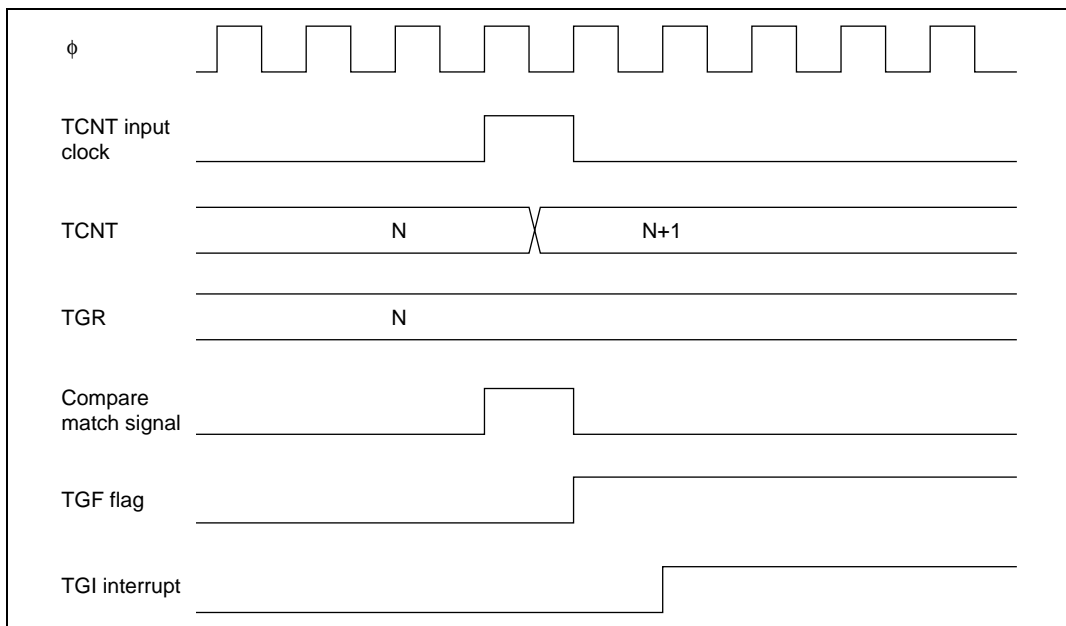 ϕ
TCNT input
clock
TCNT
N
N+1
TGR
N
Compare
match signal
TGF flag
TGI interrupt